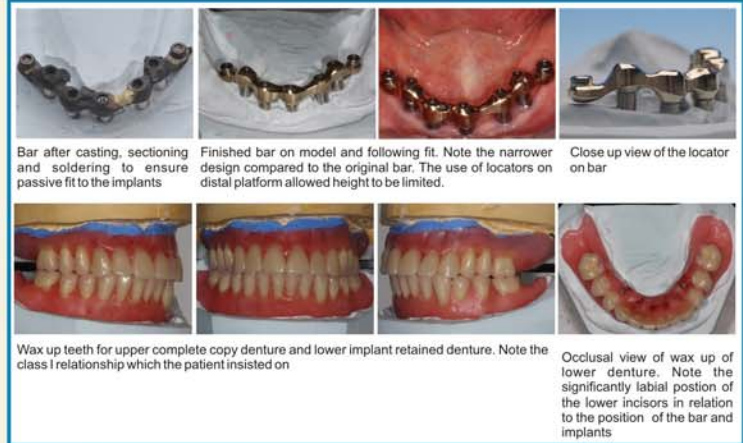 Bar after casting, sectioning
and soldering to ensure
passive fit to the implants
Finished bar on model and following fit. Note the narrower
design compared to the original bar. The use of locators on
distal platform allowed height to be limited.
Close up view of the locator
on bar
Wax up teeth for upper complete copy denture and lower implant retained denture. Note the
class I relationship which the patient insisted on
Occlusal view of wax up of
lower denture. Note the
significantly labial postion of
the lower incisors in relation
to the position of the bar and
implants